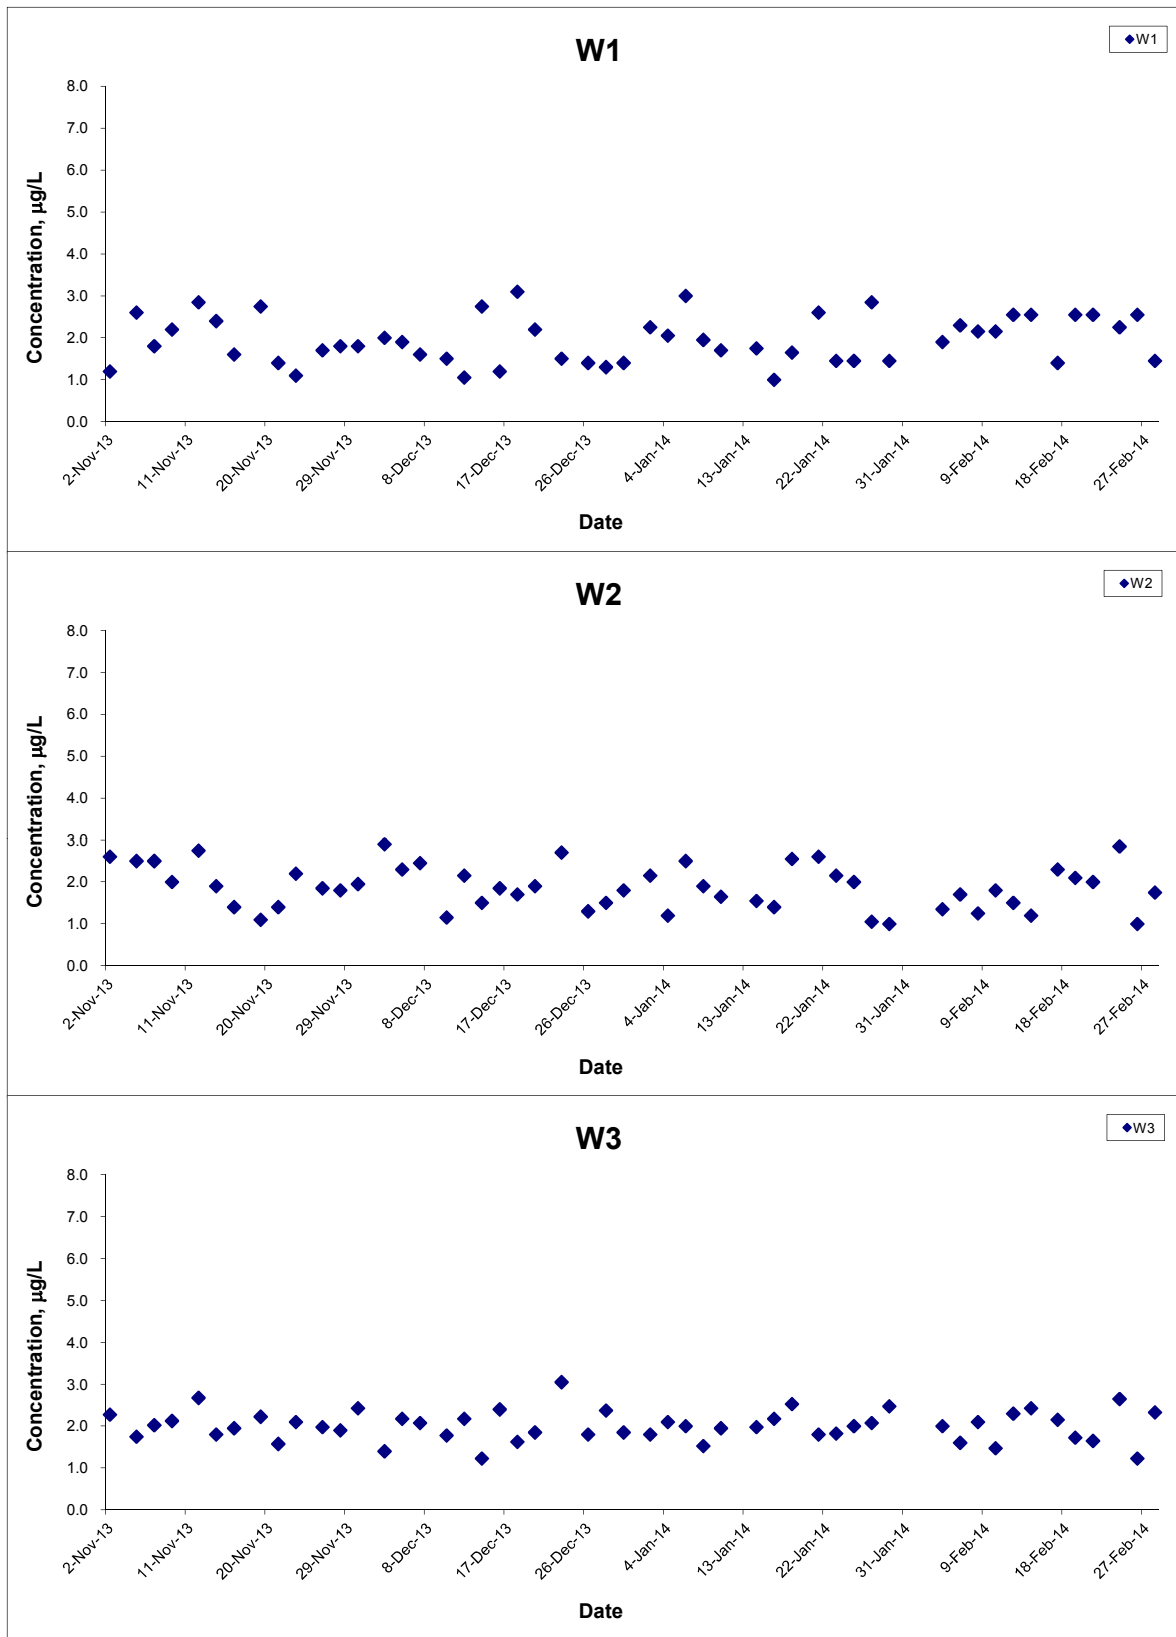 W1
W1
8.0
7.0
6.0
5.0
4.0
3.0
2.0
1.0
0.0
Concentration, µg/L
2-Nov-13
11-Nov-13
20-Nov-13
29-Nov-13
8-Dec-13
17-Dec-13
26-Dec-13
4-Jan-14
13-Jan-14
22-Jan-14
31-Jan-14
9-Feb-14
18-Feb-14
27-Feb-14
Date
W2
W2
8.0
7.0
6.0
5.0
4.0
3.0
2.0
1.0
0.0
Concentration, µg/L
2-Nov-13
11-Nov-13
20-Nov-13
29-Nov-13
8-Dec-13
17-Dec-13
26-Dec-13
4-Jan-14
13-Jan-14
22-Jan-14
31-Jan-14
9-Feb-14
18-Feb-14
27-Feb-14
Date
W3
W3
8.0
7.0
6.0
5.0
4.0
3.0
2.0
1.0
0.0
Concentration, µg/L
2-Nov-13
11-Nov-13
20-Nov-13
29-Nov-13
8-Dec-13
17-Dec-13
26-Dec-13
4-Jan-14
13-Jan-14
22-Jan-14
31-Jan-14
9-Feb-14
18-Feb-14
27-Feb-14
Date